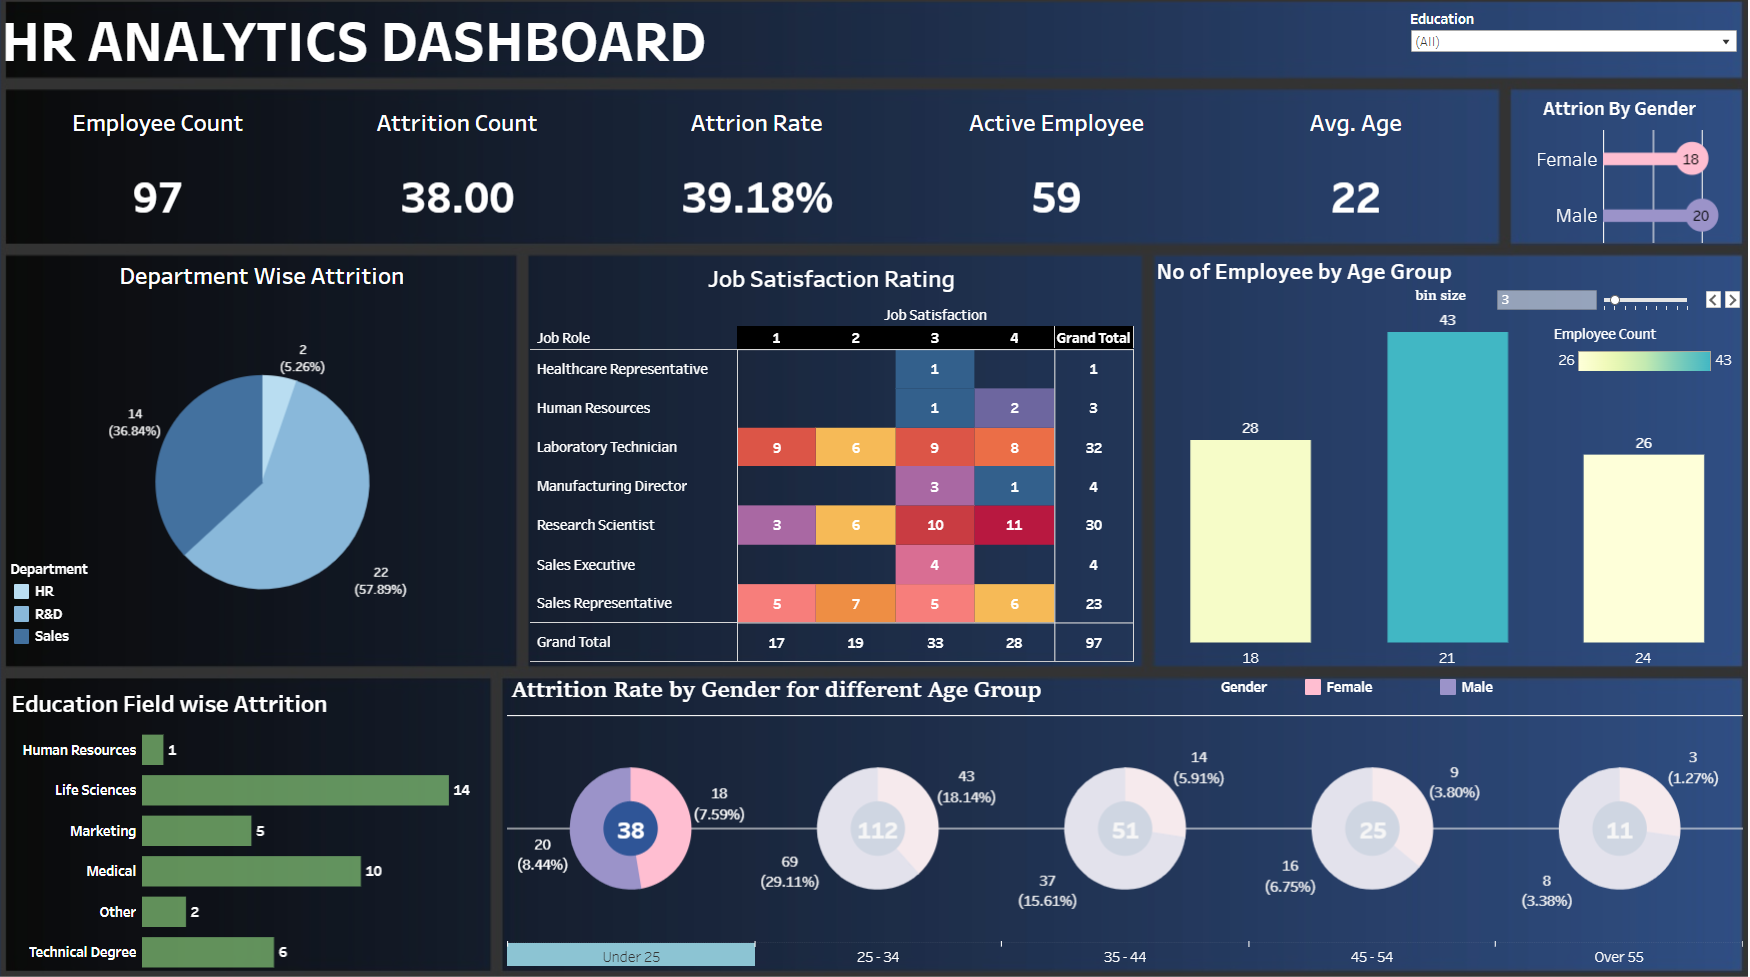 HR ANALYTICS DASHBOARD
Education
(All)
Employee Count
Attrition Count
Attrion Rate
Active Employee
Avg. Age
97
38.00
39.18%
59
22
Attrion By Gender
Female
18
Male
20
Department Wise Attrition
2
(5.26%)
14
(36.84%)
22
(57.89%)
Department
HR
R&D
Sales
Job Satisfaction Rating
Job Satisfaction
Job Role 1 2 3 4 Grand Total
Healthcare Representative 1 1
Human Resources 1 2 3
Laboratory Technician 9 6 9 8 32
Manufacturing Director 3 1 4
Research Scientist 3 6 10 11 30
Sales Executive 4 4
Sales Representative 5 7 5 6 23
Grand Total 17 19 33 28 97
No of Employee by Age Group
bin size
3
Employee Count
26 43
28
43
26
18 21 24
Education Field wise Attrition
Human Resources 1
Life Sciences 14
Marketing 5
Medical 10
Other 2
Technical Degree 6
Attrition Rate by Gender for different Age Group
Gender
Female
Male
38
18
(7.59%)
20
(8.44%)
112
43
(18.14%)
69
(29.11%)
51
14
(5.91%)
37
(15.61%)
25
9
(3.80%)
16
(6.75%)
11
3
(1.27%)
8
(3.38%)
Under 25
25 - 34
35 - 44
45 - 54
Over 55